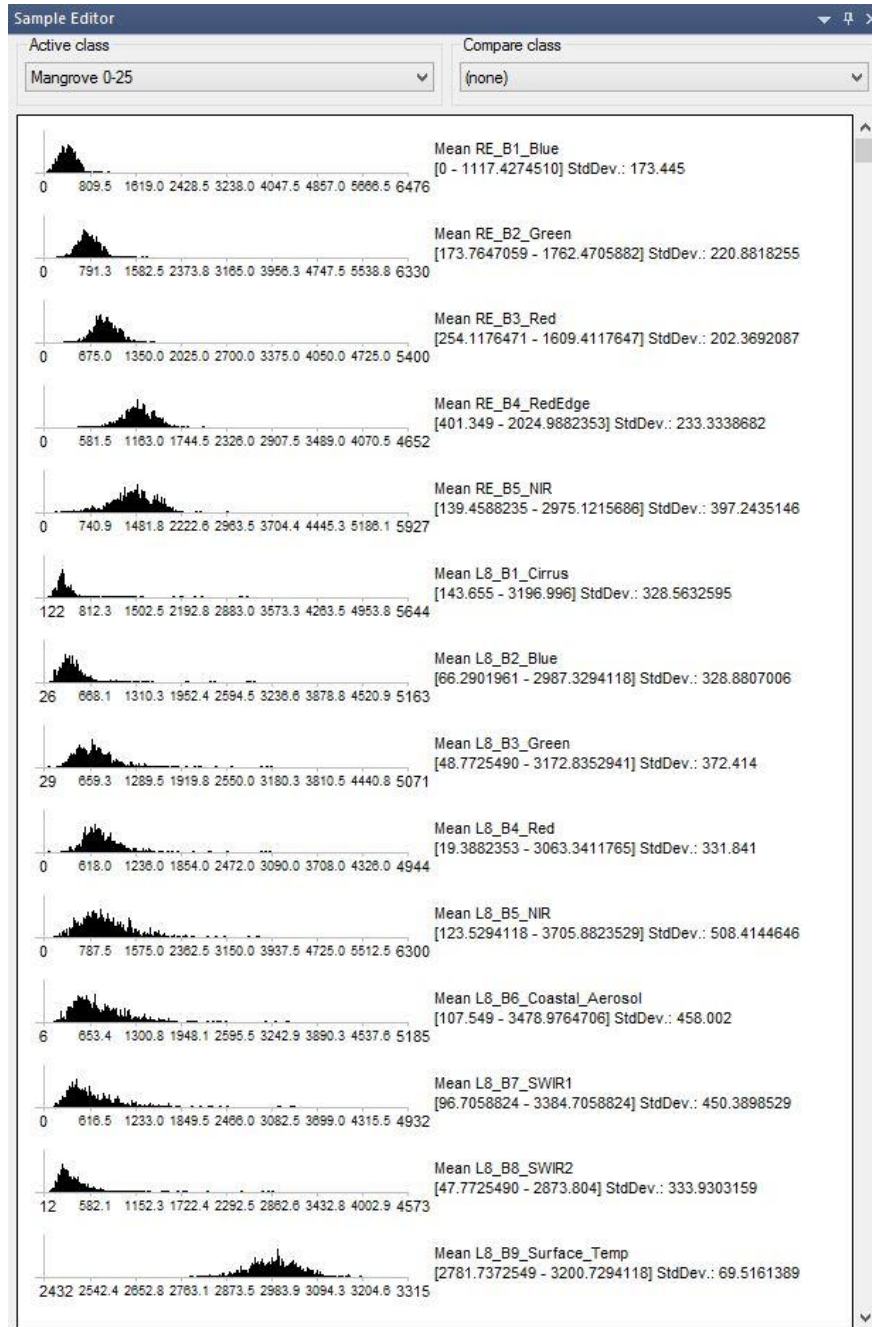 Sample Editor
Active class
Compare class
Mangrove 0-25
(none)
Mean RE_B1_Blue
[0 - 1117.4274510] StdDev.: 173.445
0 809.5 1619.0 2428.5 3238.0 4047.5 4857.0 5666.5 6476
Mean RE_B2_Green
[173.7647059 - 1762.4705882] StdDev.: 220.8818255
0 791.3 1582.5 2373.8 3165.0 3956.3 4747.5 5538.8 6330
Mean RE_B3_Red
[254.1176471 - 1609.4117647] StdDev.: 202.3692087
0 675.0 1350.0 2025.0 2700.0 3375.0 4050.0 4725.0 5400
Mean RE_B4_RedEdge
[401.349 - 2024.9882353] StdDev.: 233.3338682
0 581.5 1163.0 1744.5 2326.0 2907.5 3489.0 4070.5 4652
Mean RE_B5_NIR
[139.4588235 - 2975.1215686] StdDev.: 397.2435146
0 740.9 1481.8 2222.6 2963.5 3704.4 4445.3 5186.1 5927
Mean L8_B1_Cirrus
[143.655 - 3196.996] StdDev.: 328.5632595
122 812.3 1502.5 2192.8 2883.0 3573.3 4263.5 4953.8 5644
Mean L8_B2_Blue
[66.2901961 - 2987.3294118] StdDev.: 328.8807006
26 668.1 1310.3 1952.4 2594.5 3236.6 3878.8 4520.9 5163
Mean L8_B3_Green
[48.7725490 - 3172.8352941] StdDev.: 372.414
29 659.3 1289.5 1919.8 2550.0 3180.3 3810.5 4440.8 5071
Mean L8_B4_Red
[19.3882353 - 3063.3411765] StdDev.: 331.841
0 618.0 1236.0 1854.0 2472.0 3090.0 3708.0 4326.0 4944
Mean L8_B5_NIR
[123.5294118 - 3705.8823529] StdDev.: 508.4144646
0 787.5 1575.0 2362.5 3150.0 3937.5 4725.0 5512.5 6300
Mean L8_B6_Coastal_Aerosol
[107.549 - 3478.9764706] StdDev.: 458.002
6 653.4 1300.8 1948.1 2595.5 3242.9 3890.3 4537.6 5185
Mean L8_B7_SWIR1
[96.7058824 - 3384.7058824] StdDev.: 450.3898529
0 616.5 1233.0 1849.5 2466.0 3082.5 3699.0 4315.5 4932
Mean L8_B8_SWIR2
[47.7725490 - 2873.804] StdDev.: 333.9303159
12 582.1 1152.3 1722.4 2292.5 2862.6 3432.8 4002.9 4573
Mean L8_B9_Surface_Temp
[2781.7372549 - 3200.7294118] StdDev.: 69.5161389
2432 2542.4 2652.8 2763.1 2873.5 2983.9 3094.3 3204.6 3315